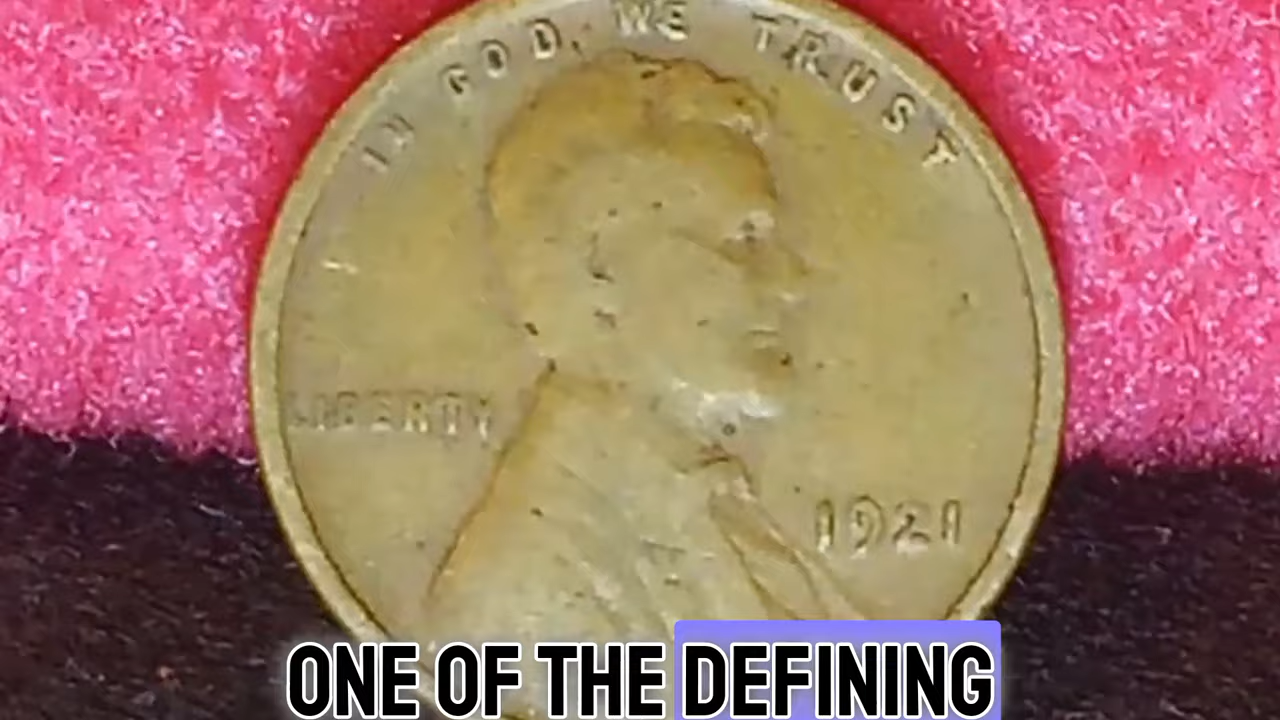 IN GOD WE TRUST
LIBERTY
1921
ONE OF THE DEFINING